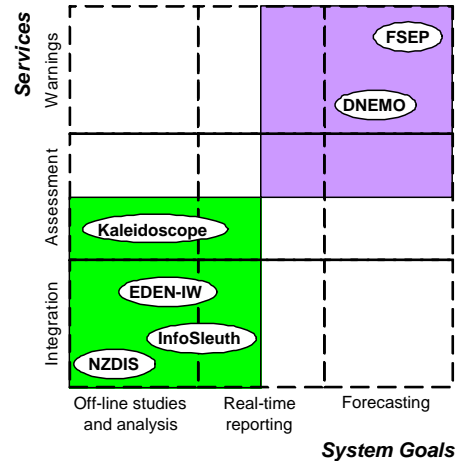 Services
Warnings
Assessment
Integration
FSEP
DNEMO
Kaleidoscope
EDEN-IW
InfoSleuth
NZDIS
Off-line studies
and analysis
Real-time
reporting
Forecasting
System Goals